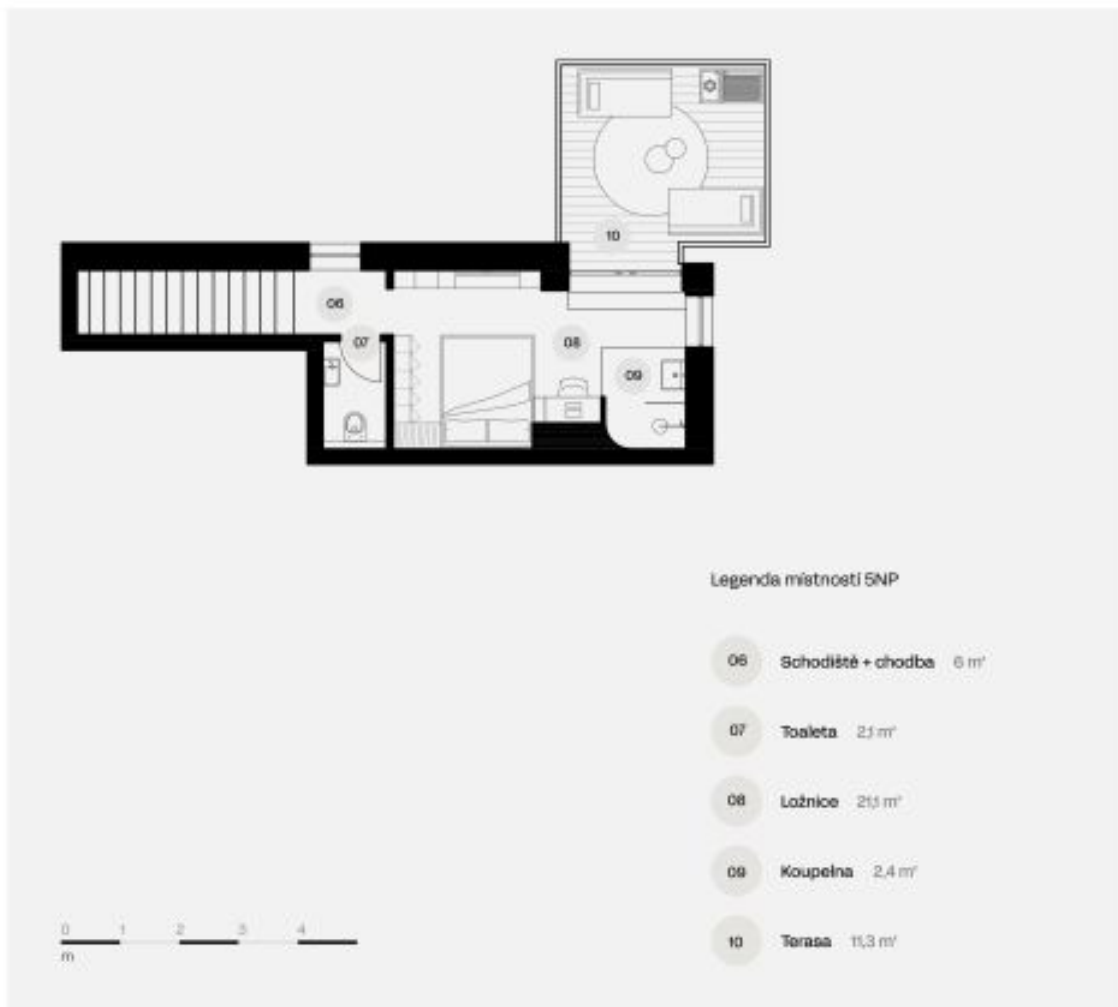 10
06
07
08
09
Legenda místností 5NP
06 Schodiště + chodba 6 m²
07 Toaleta 2,1 m²
08 Ložnice 21,1 m²
09 Koupelna 2,4 m²
10 Terasa 11,3 m²
0 1 2 3 4
m